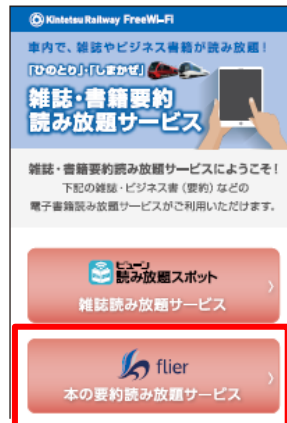 Kintetsu Railway FreeWi-Fi
車内で、雑誌やビジネス書籍が読み放題！
「ひのとり」・「しまかぜ」
雑誌・書籍要約
読み放題サービス
雑誌・書籍要約読み放題サービスにようこそ！
下記の雑誌・ビジネス書（要約）などの
電子書籍読み放題サービスがご利用いただけます。
ビューン
読み放題スポット
雑誌読み放題サービス
flier
本の要約読み放題サービス